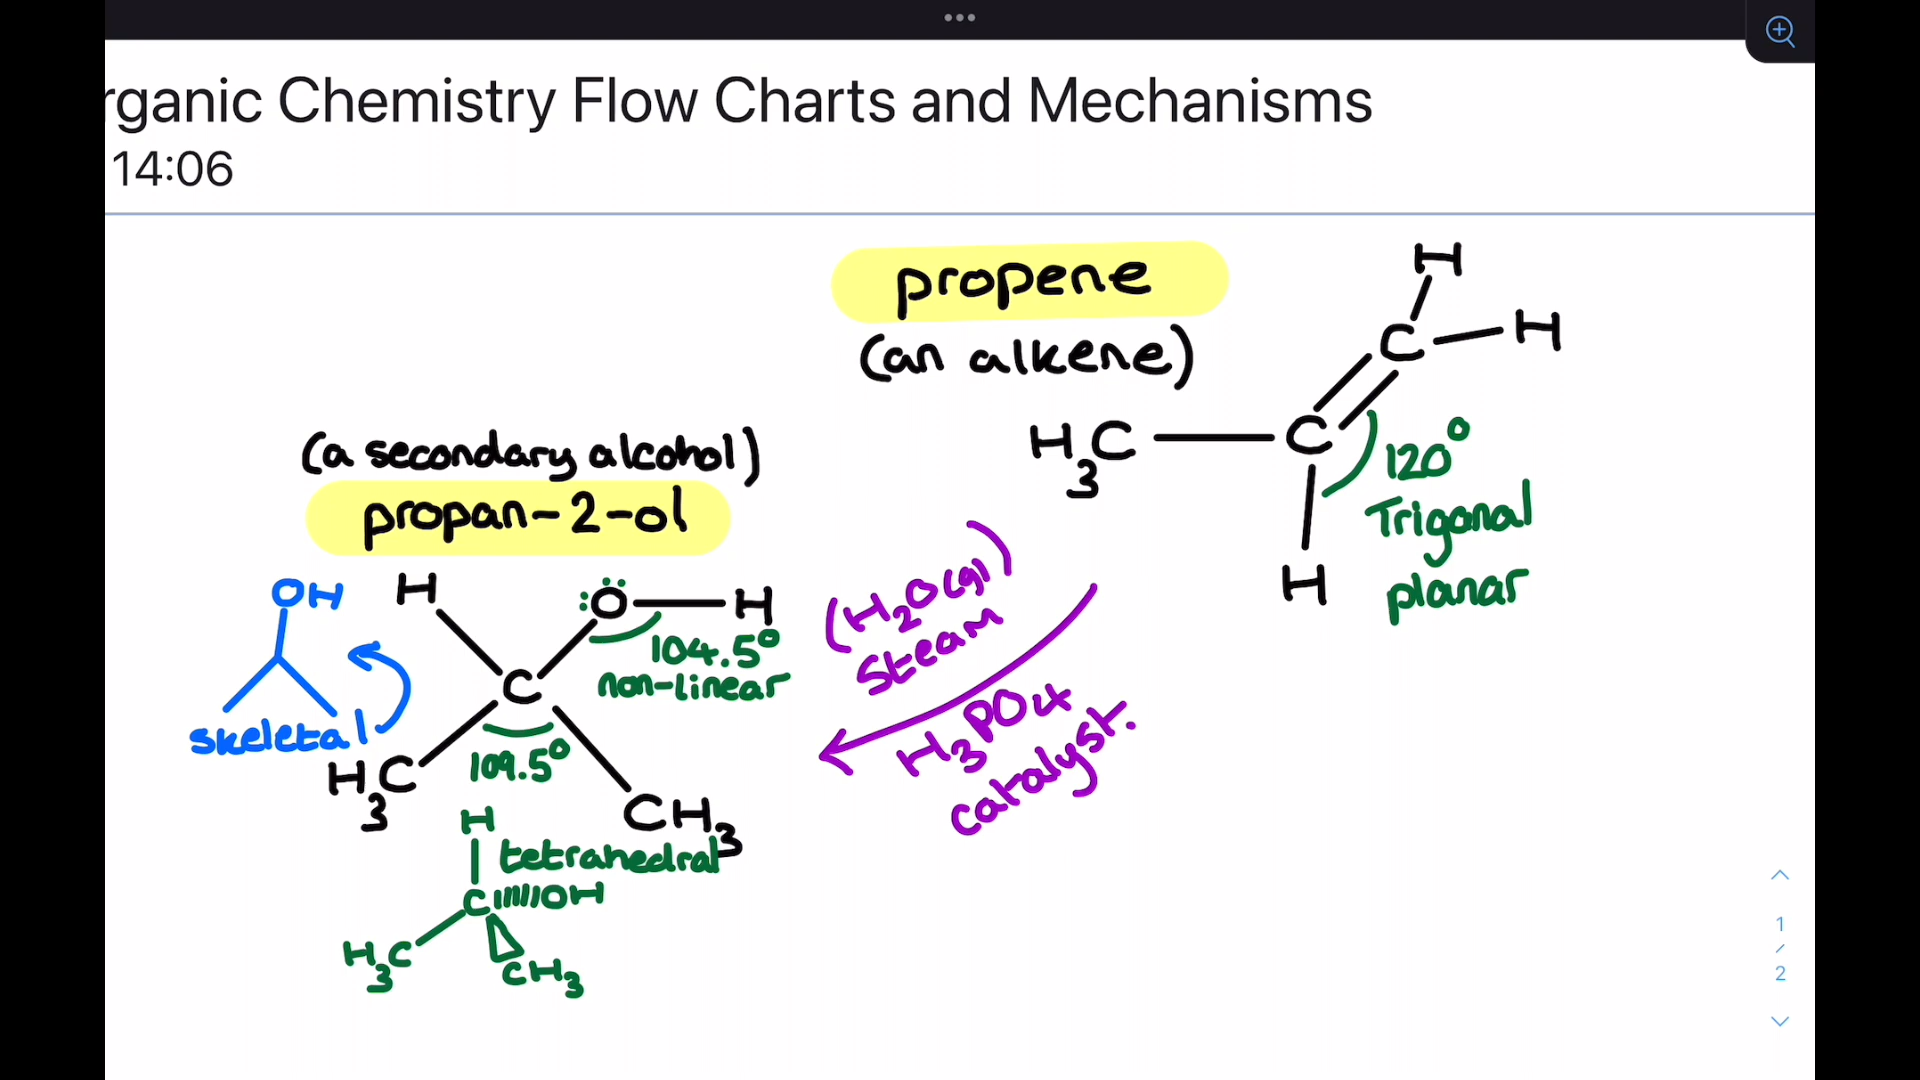 rganic Chemistry Flow Charts and Mechanisms
14:06
propene
(an alkene)
H
H
C
H3C
C
H
120°
Trigonal
planar
(a secondary alcohol)
propan-2-ol
OH
skeletal
H
:Ö
H
104.5°
non-linear
C
109.5°
H3C
CH3
tetrahedral
H
C
OH
H3C
CH3
(H2O(g))
Steam
H3PO4
catalyst.
1
/
2